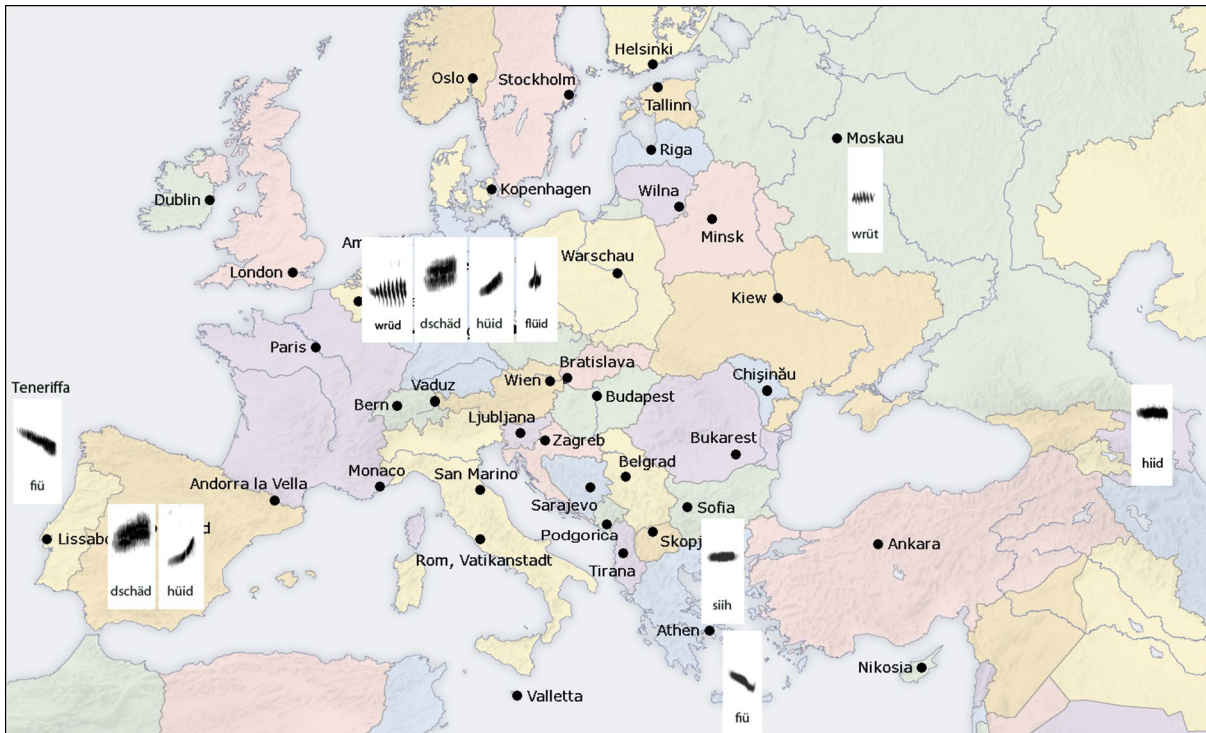 Helsinki
Oslo
Stockholm
Tallinn
Moskau
Riga
Kopenhagen
Wilna
Dublin
Minsk
wrüt
London
Warschau
Kiew
wrüd
dschäd
hüid
flüid
Paris
Bratislava
Wien
Chişinău
Vaduz
Teneriffa
Bern
Budapest
Ljubljana
Zagreb
Bukarest
Belgrad
hiid
Monaco
San Marino
fiü
Andorra la Vella
Sarajevo
Sofia
Podgorica
Skopj
Lissabo
d
Ankara
Rom, Vatikanstadt
Tirana
dschäd
hüid
siih
Athen
Nikosia
Valletta
fiü